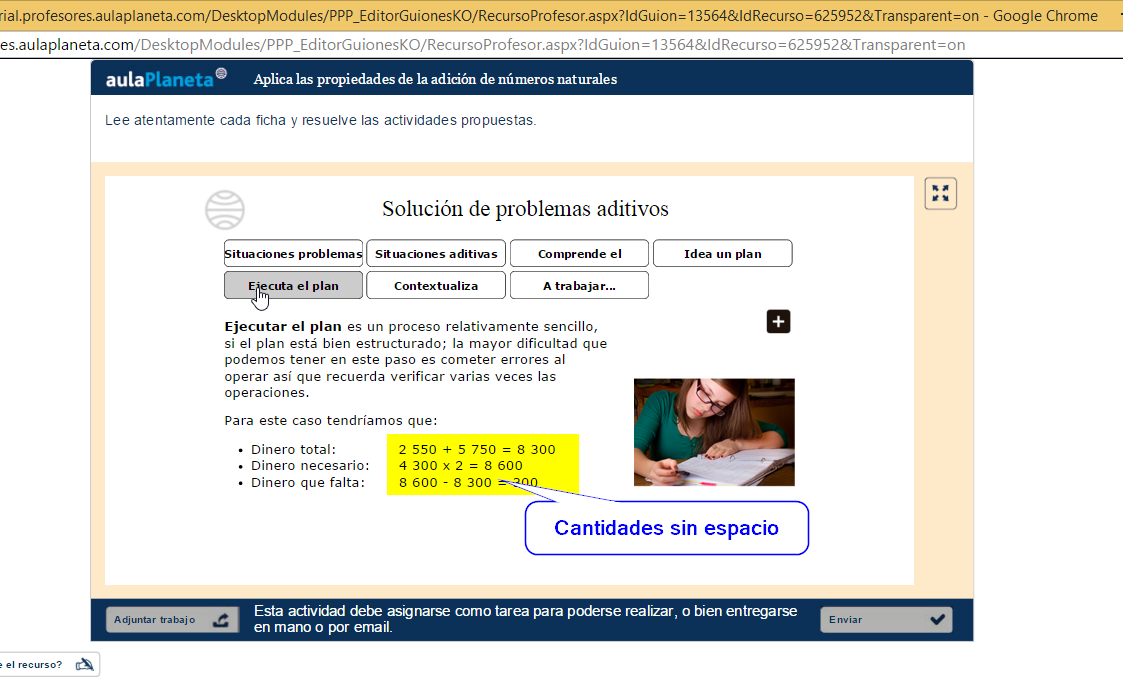 rial.profesores.aulaplaneta.com/DesktopModules/PPP_EditorGuionesKO/RecursoProfesor.aspx?IdGuion=13564&IdRecurso=625952&Transparent=on - Google Chrome
es.aulaplaneta.com/DesktopModules/PPP_EditorGuionesKO/RecursoProfesor.aspx?IdGuion=13564&IdRecurso=625952&Transparent=on
aulaPlaneta Aplica las propiedades de la adición de números naturales
Lee atentamente cada ficha y resuelve las actividades propuestas.
Solución de problemas aditivos
Situaciones problemas Situaciones aditivas Comprende el Idea un plan
Ejecuta el plan Contextualiza A trabajar...
Ejecutar el plan es un proceso relativamente sencillo,
si el plan está bien estructurado; la mayor dificultad que
podemos tener en este paso es cometer errores al
operar así que recuerda verificar varias veces las
operaciones.
Para este caso tendríamos que:
• Dinero total: 2 550 + 5 750 = 8 300
• Dinero necesario: 4 300 x 2 = 8 600
• Dinero que falta: 8 600 - 8 300 = 300
Cantidades sin espacio
Adjuntar trabajo
Esta actividad debe asignarse como tarea para poderse realizar, o bien entregarse
en mano o por email.
Enviar
e el recurso?